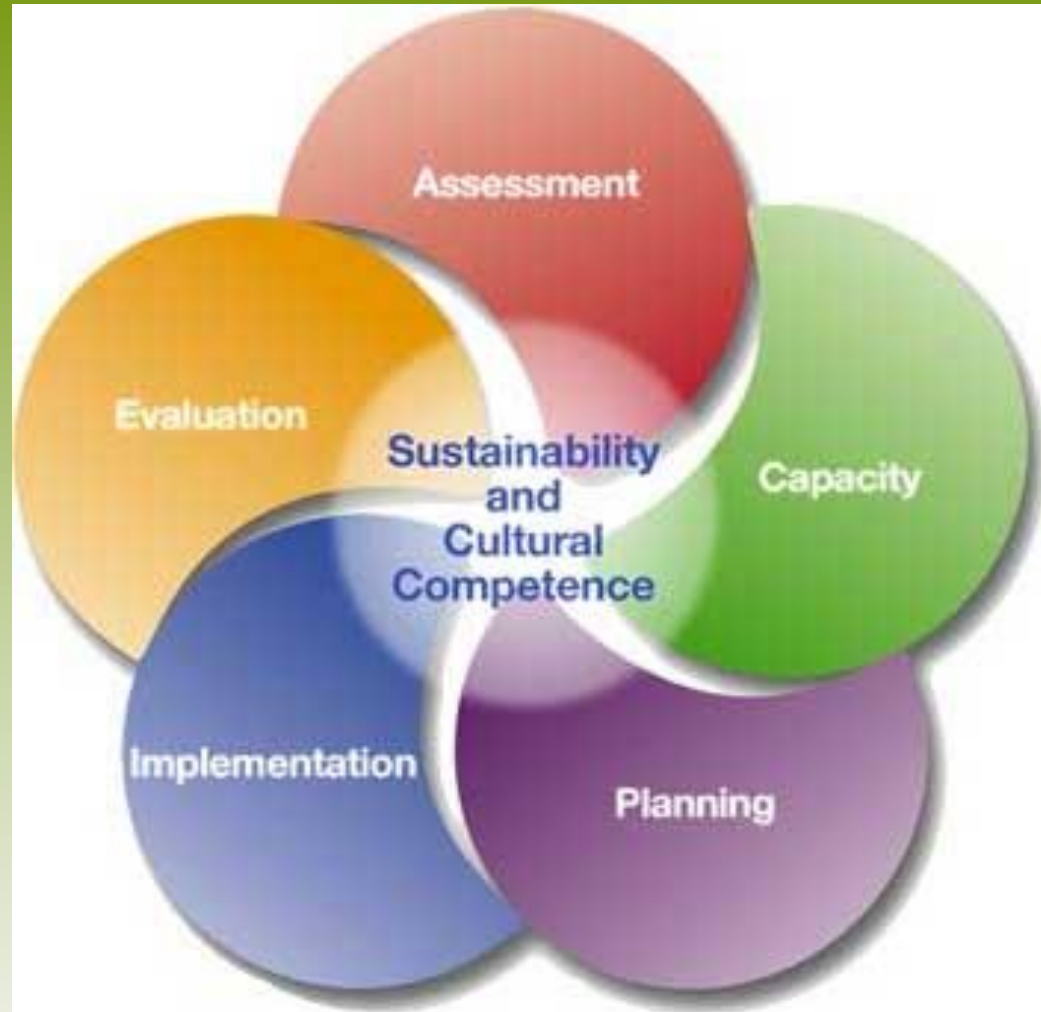 Assessment
Capacity
Planning
Implementation
Evaluation
Sustainability
and
Cultural
Competence